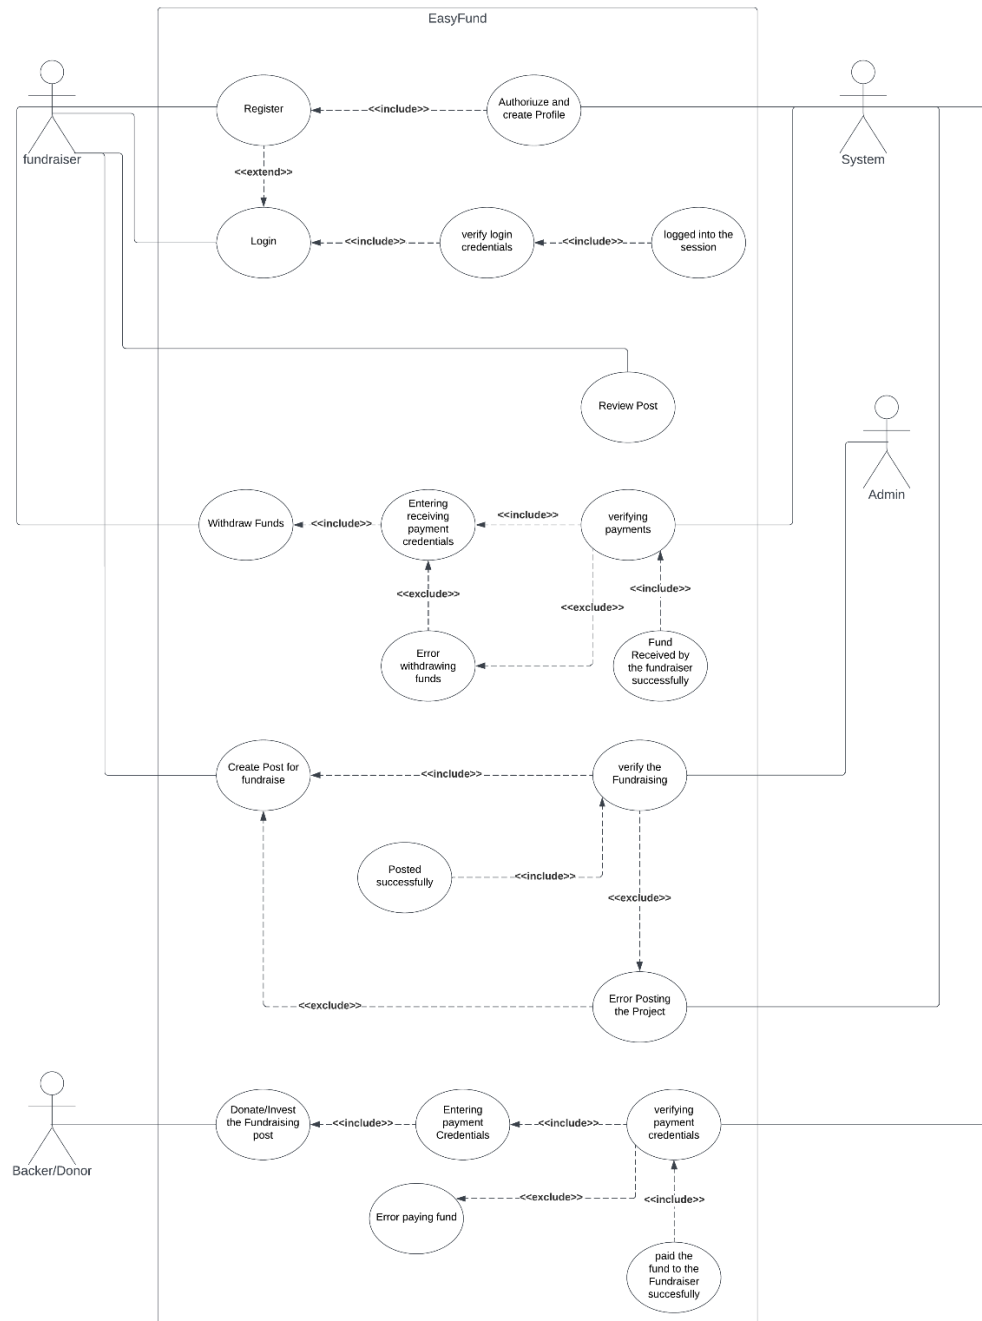 EasyFund
fundraiser
Register
<<include>>
Authoriuze and
create Profile
System
<<extend>>
Login
<<include>>
verify login
credentials
<<include>>
logged into the
session
Review Post
Admin
Withdraw Funds
<<include>>
Entering
receiving
payment
credentials
<<include>>
verifying
payments
<<exclude>>
<<exclude>>
<<include>>
Error
withdrawing
funds
Fund
Received by
the fundraiser
successfully
Create Post for
fundraise
<<include>>
verify the
Fundraising
Posted
successfully
<<include>>
<<exclude>>
<<exclude>>
Error Posting
the Project
Backer/Donor
Donate/Invest
the Fundraising
post
<<include>>
Entering
payment
Credentials
<<include>>
verifying
payment
credentials
Error paying fund
<<exclude>>
<<include>>
paid the
fund to the
Fundraiser
succesfully